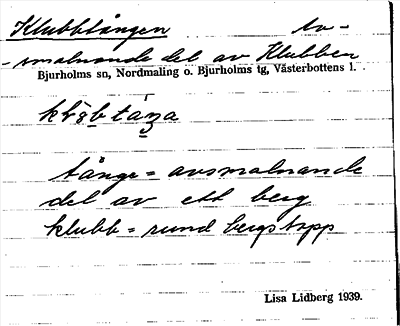 Klubbtången Av-
-smalnande del av Klubben
Bjurholms sn, Nordmaling o. Bjurholms tg, Västerbottens l.
tånge = avsmalnande
del av ett berg
klubb = rund bergstopp
Lisa Lidberg 1939.